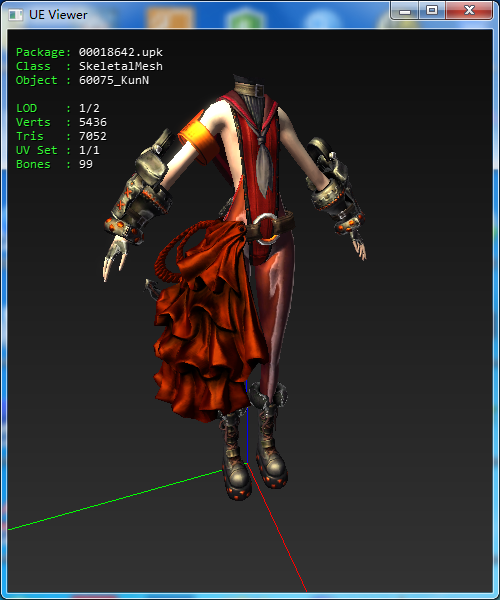 UE Viewer
Package: 00018642.upk
Class : SkeletalMesh
Object : 60075_KunN
LOD : 1/2
Verts : 5436
Tris : 7052
UV Set : 1/1
Bones : 99